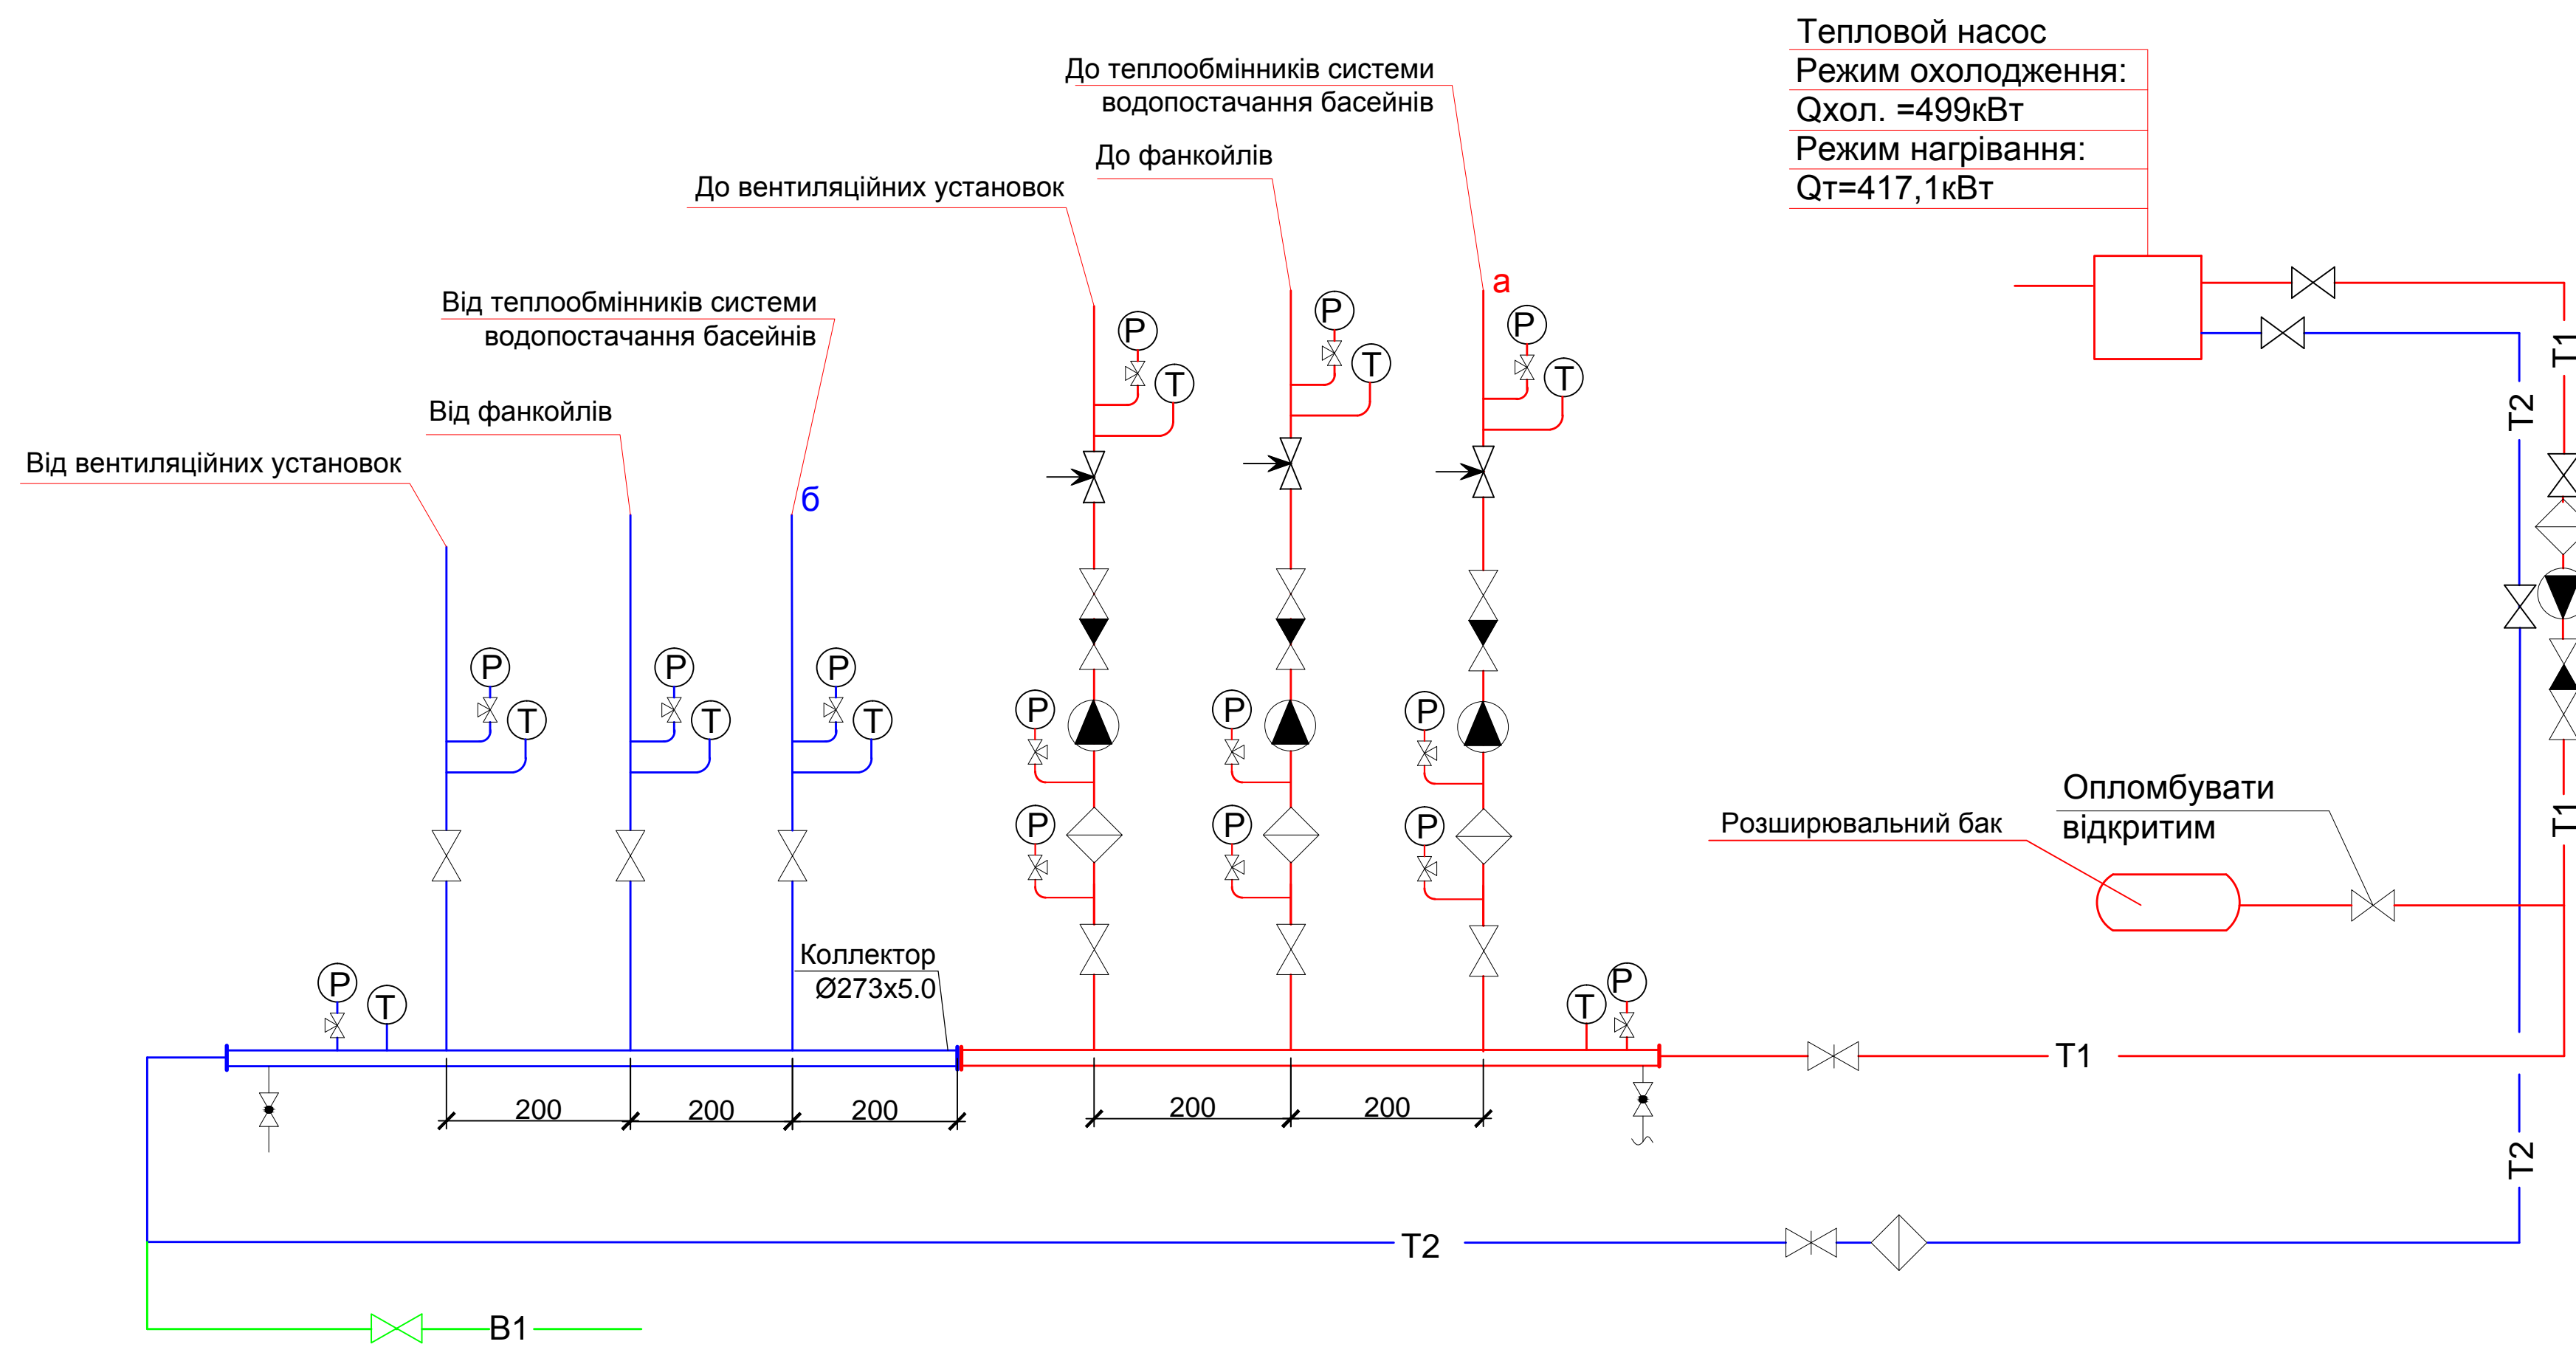 Тепловой насос
Режим охолодження:
Qхол. =499кВт
Режим нагрівання:
Qт=417,1кВт
До теплообмінників системи
водопостачання басейнів
До фанкойлів
До вентиляційних установок
а
Від теплообмінників системи
водопостачання басейнів
б
Від фанкойлів
Від вентиляційних установок
P
T
P
T
P
T
P
T
P
T
P
T
P
P
P
P
P
P
T1
T2
Опломбувати
відкритим
Розширювальний бак
T1
Коллектор
Ø273x5.0
P
T
T
P
T1
200
200
200
200
200
T2
T2
B1